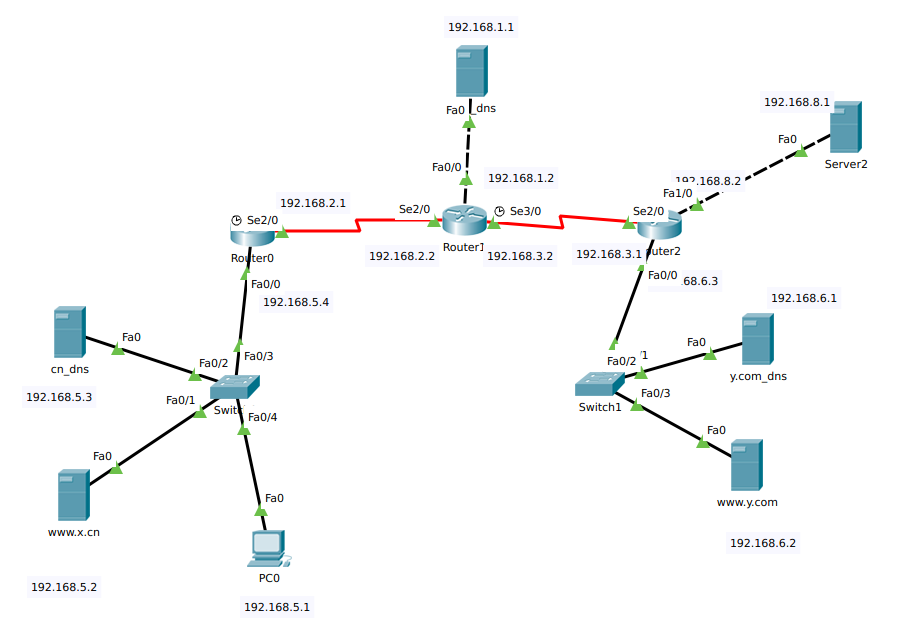 192.168.1.1
Fa0
_dns
192.168.8.1
Fa0
Server2
Fa0/0
192.168.1.2
192.168.8.2
Fa1/0
192.168.2.1
Se2/0
Se2/0
Se3/0
Se2/0
Router0
Router1
uter2
192.168.2.2
192.168.3.2
192.168.3.1
Fa0/0
68.6.3
Fa0/0
192.168.5.4
192.168.6.1
Fa0
cn_dns
Fa0/2
Fa0/3
192.168.5.3
Fa0/1
Swit
Fa0/4
Fa0/2
/1
Fa0
y.com_dns
Switch1
Fa0/3
Fa0
www.x.cn
Fa0
www.y.com
192.168.6.2
PC0
192.168.5.2
192.168.5.1